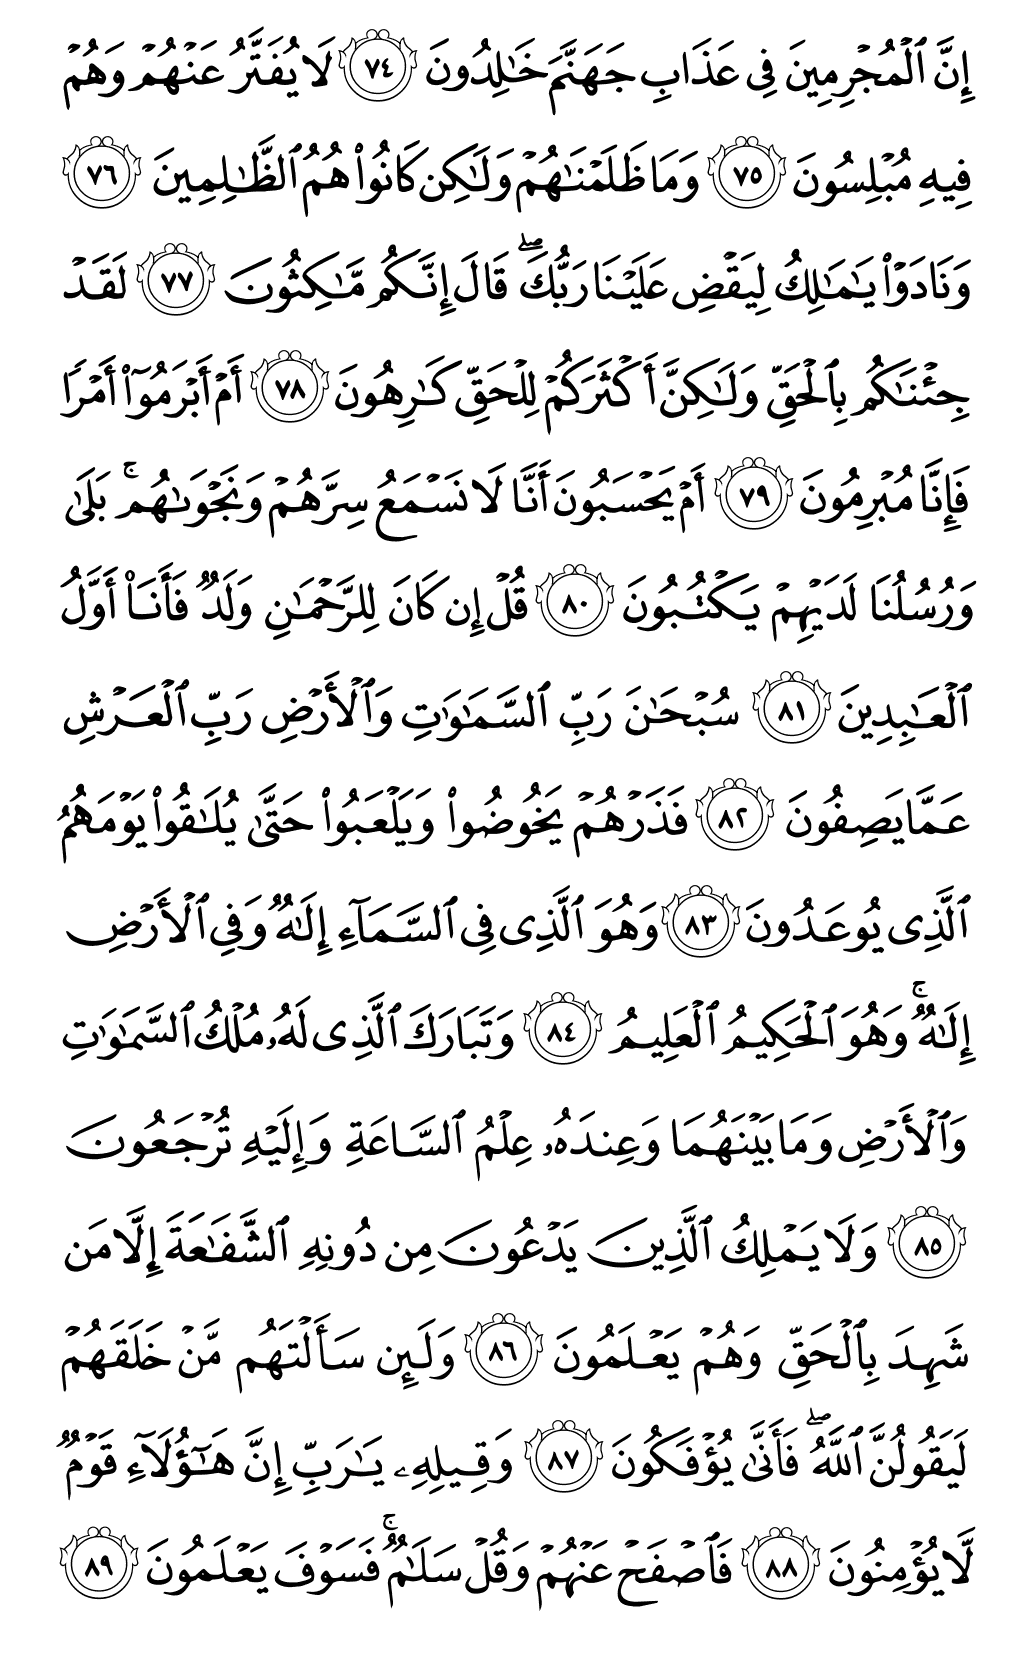 إِنَّ ٱلْمُجْرِمِينَ فِى عَذَابِ جَهَنَّمَ خَٰلِدُونَ ٧٤ لَا يُفَتَّرُ عَنْهُمْ وَهُمْ
فِيهِ مُبْلِسُونَ ٧٥ وَمَا ظَلَمْنَٰهُمْ وَلَٰكِن كَانُوا۟ هُمُ ٱلظَّٰلِمِينَ ٧٦
وَنَادَوْا۟ يَٰمَٰلِكُ لِيَقْضِ عَلَيْنَا رَبُّكَ ۖ قَالَ إِنَّكُم مَّٰكِثُونَ ٧٧ لَقَدْ
جِئْنَٰكُم بِٱلْحَقِّ وَلَٰكِنَّ أَكْثَرَكُمْ لِلْحَقِّ كَٰرِهُونَ ٧٨ أَمْ أَبْرَمُوٓا۟ أَمْرًا
فَإِنَّا مُبْرِمُونَ ٧٩ أَمْ يَحْسَبُونَ أَنَّا لَا نَسْمَعُ سِرَّهُمْ وَنَجْوَىٰهُم ۚ بَلَىٰ
وَرُسُلُنَا لَدَيْهِمْ يَكْتُبُونَ ٨٠ قُلْ إِن كَانَ لِلرَّحْمَٰنِ وَلَدٌ فَأَنَا۠ أَوَّلُ
ٱلْعَٰبِدِينَ ٨١ سُبْحَٰنَ رَبِّ ٱلسَّمَٰوَٰتِ وَٱلْأَرْضِ رَبِّ ٱلْعَرْشِ
عَمَّا يَصِفُونَ ٨٢ فَذَرْهُمْ يَخُوضُوا۟ وَيَلْعَبُوا۟ حَتَّىٰ يُلَٰقُوا۟ يَوْمَهُمُ
ٱلَّذِى يُوعَدُونَ ٨٣ وَهُوَ ٱلَّذِى فِى ٱلسَّمَآءِ إِلَٰهٌ وَفِى ٱلْأَرْضِ
إِلَٰهٌ ۚ وَهُوَ ٱلْحَكِيمُ ٱلْعَلِيمُ ٨٤ وَتَبَارَكَ ٱلَّذِى لَهُۥ مُلْكُ ٱلسَّمَٰوَٰتِ
وَٱلْأَرْضِ وَمَا بَيْنَهُمَا وَعِندَهُۥ عِلْمُ ٱلسَّاعَةِ وَإِلَيْهِ تُرْجَعُونَ
٨٥ وَلَا يَمْلِكُ ٱلَّذِينَ يَدْعُونَ مِن دُونِهِ ٱلشَّفَٰعَةَ إِلَّا مَن
شَهِدَ بِٱلْحَقِّ وَهُمْ يَعْلَمُونَ ٨٦ وَلَئِن سَأَلْتَهُم مَّنْ خَلَقَهُمْ
لَيَقُولُنَّ ٱللَّهُ ۖ فَأَنَّىٰ يُؤْفَكُونَ ٨٧ وَقِيلِهِۦ يَٰرَبِّ إِنَّ هَٰٓؤُلَآءِ قَوْمٌ
لَّا يُؤْمِنُونَ ٨٨ فَٱصْفَحْ عَنْهُمْ وَقُلْ سَلَٰمٌ ۚ فَسَوْفَ يَعْلَمُونَ ٨٩